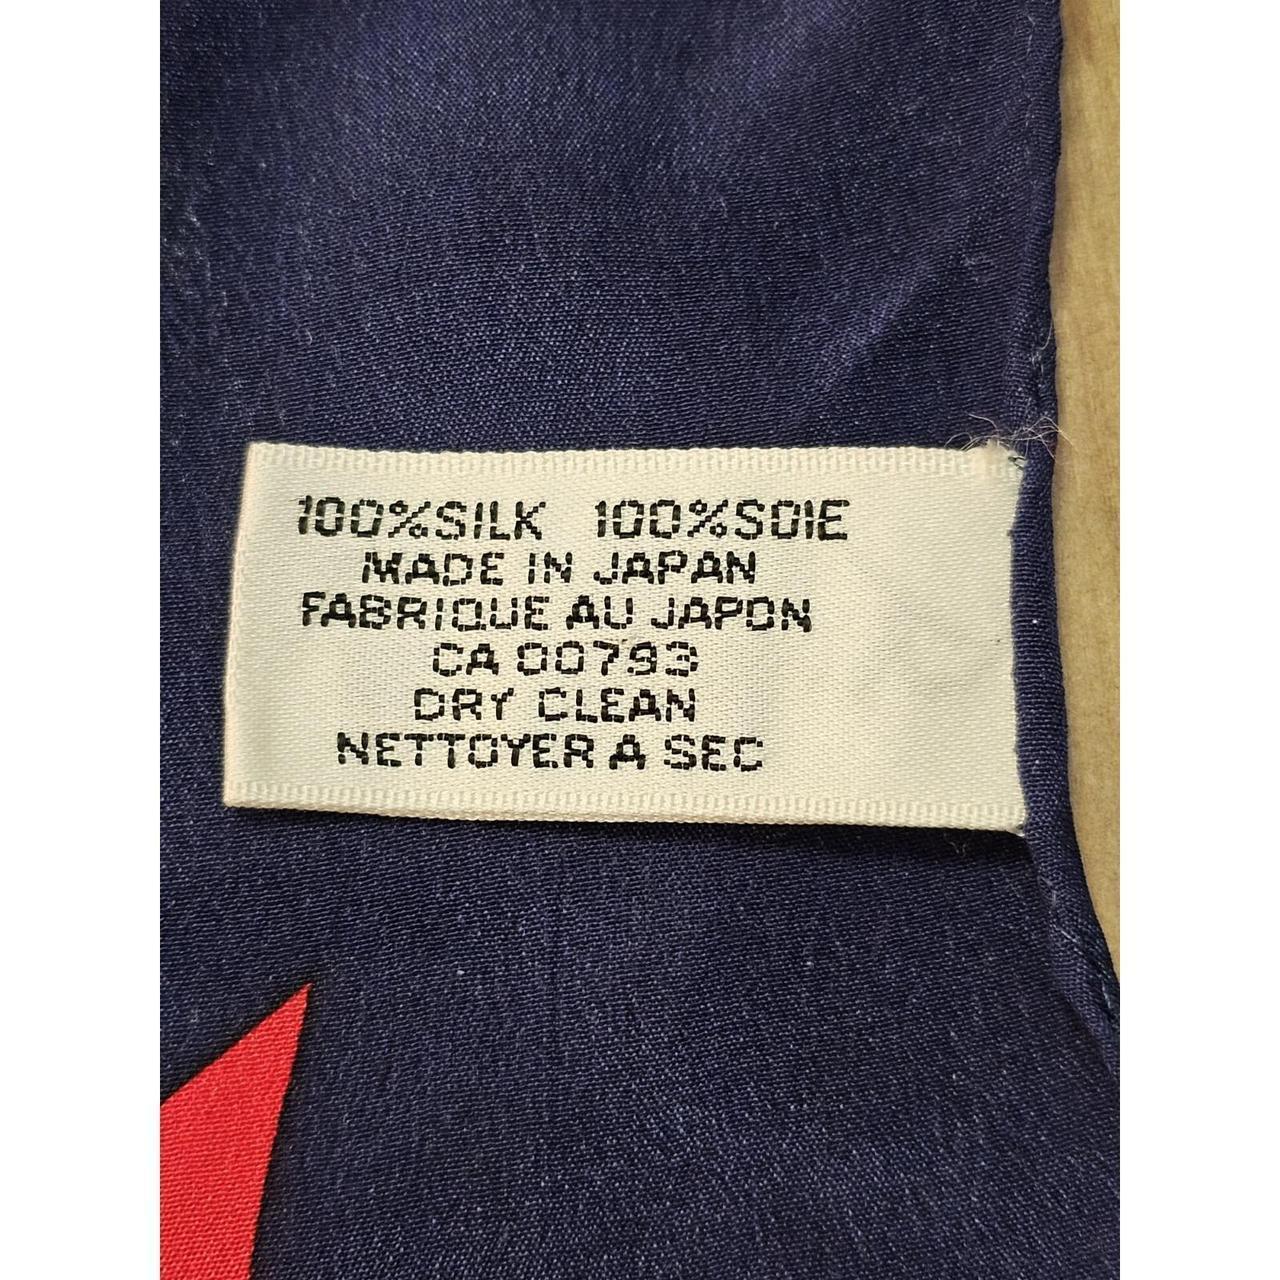 100%SILK 100%SOIE
MADE IN JAPAN
FABRIQUE AU JAPON
CA 00793
DRY CLEAN
NETTOYER A SEC